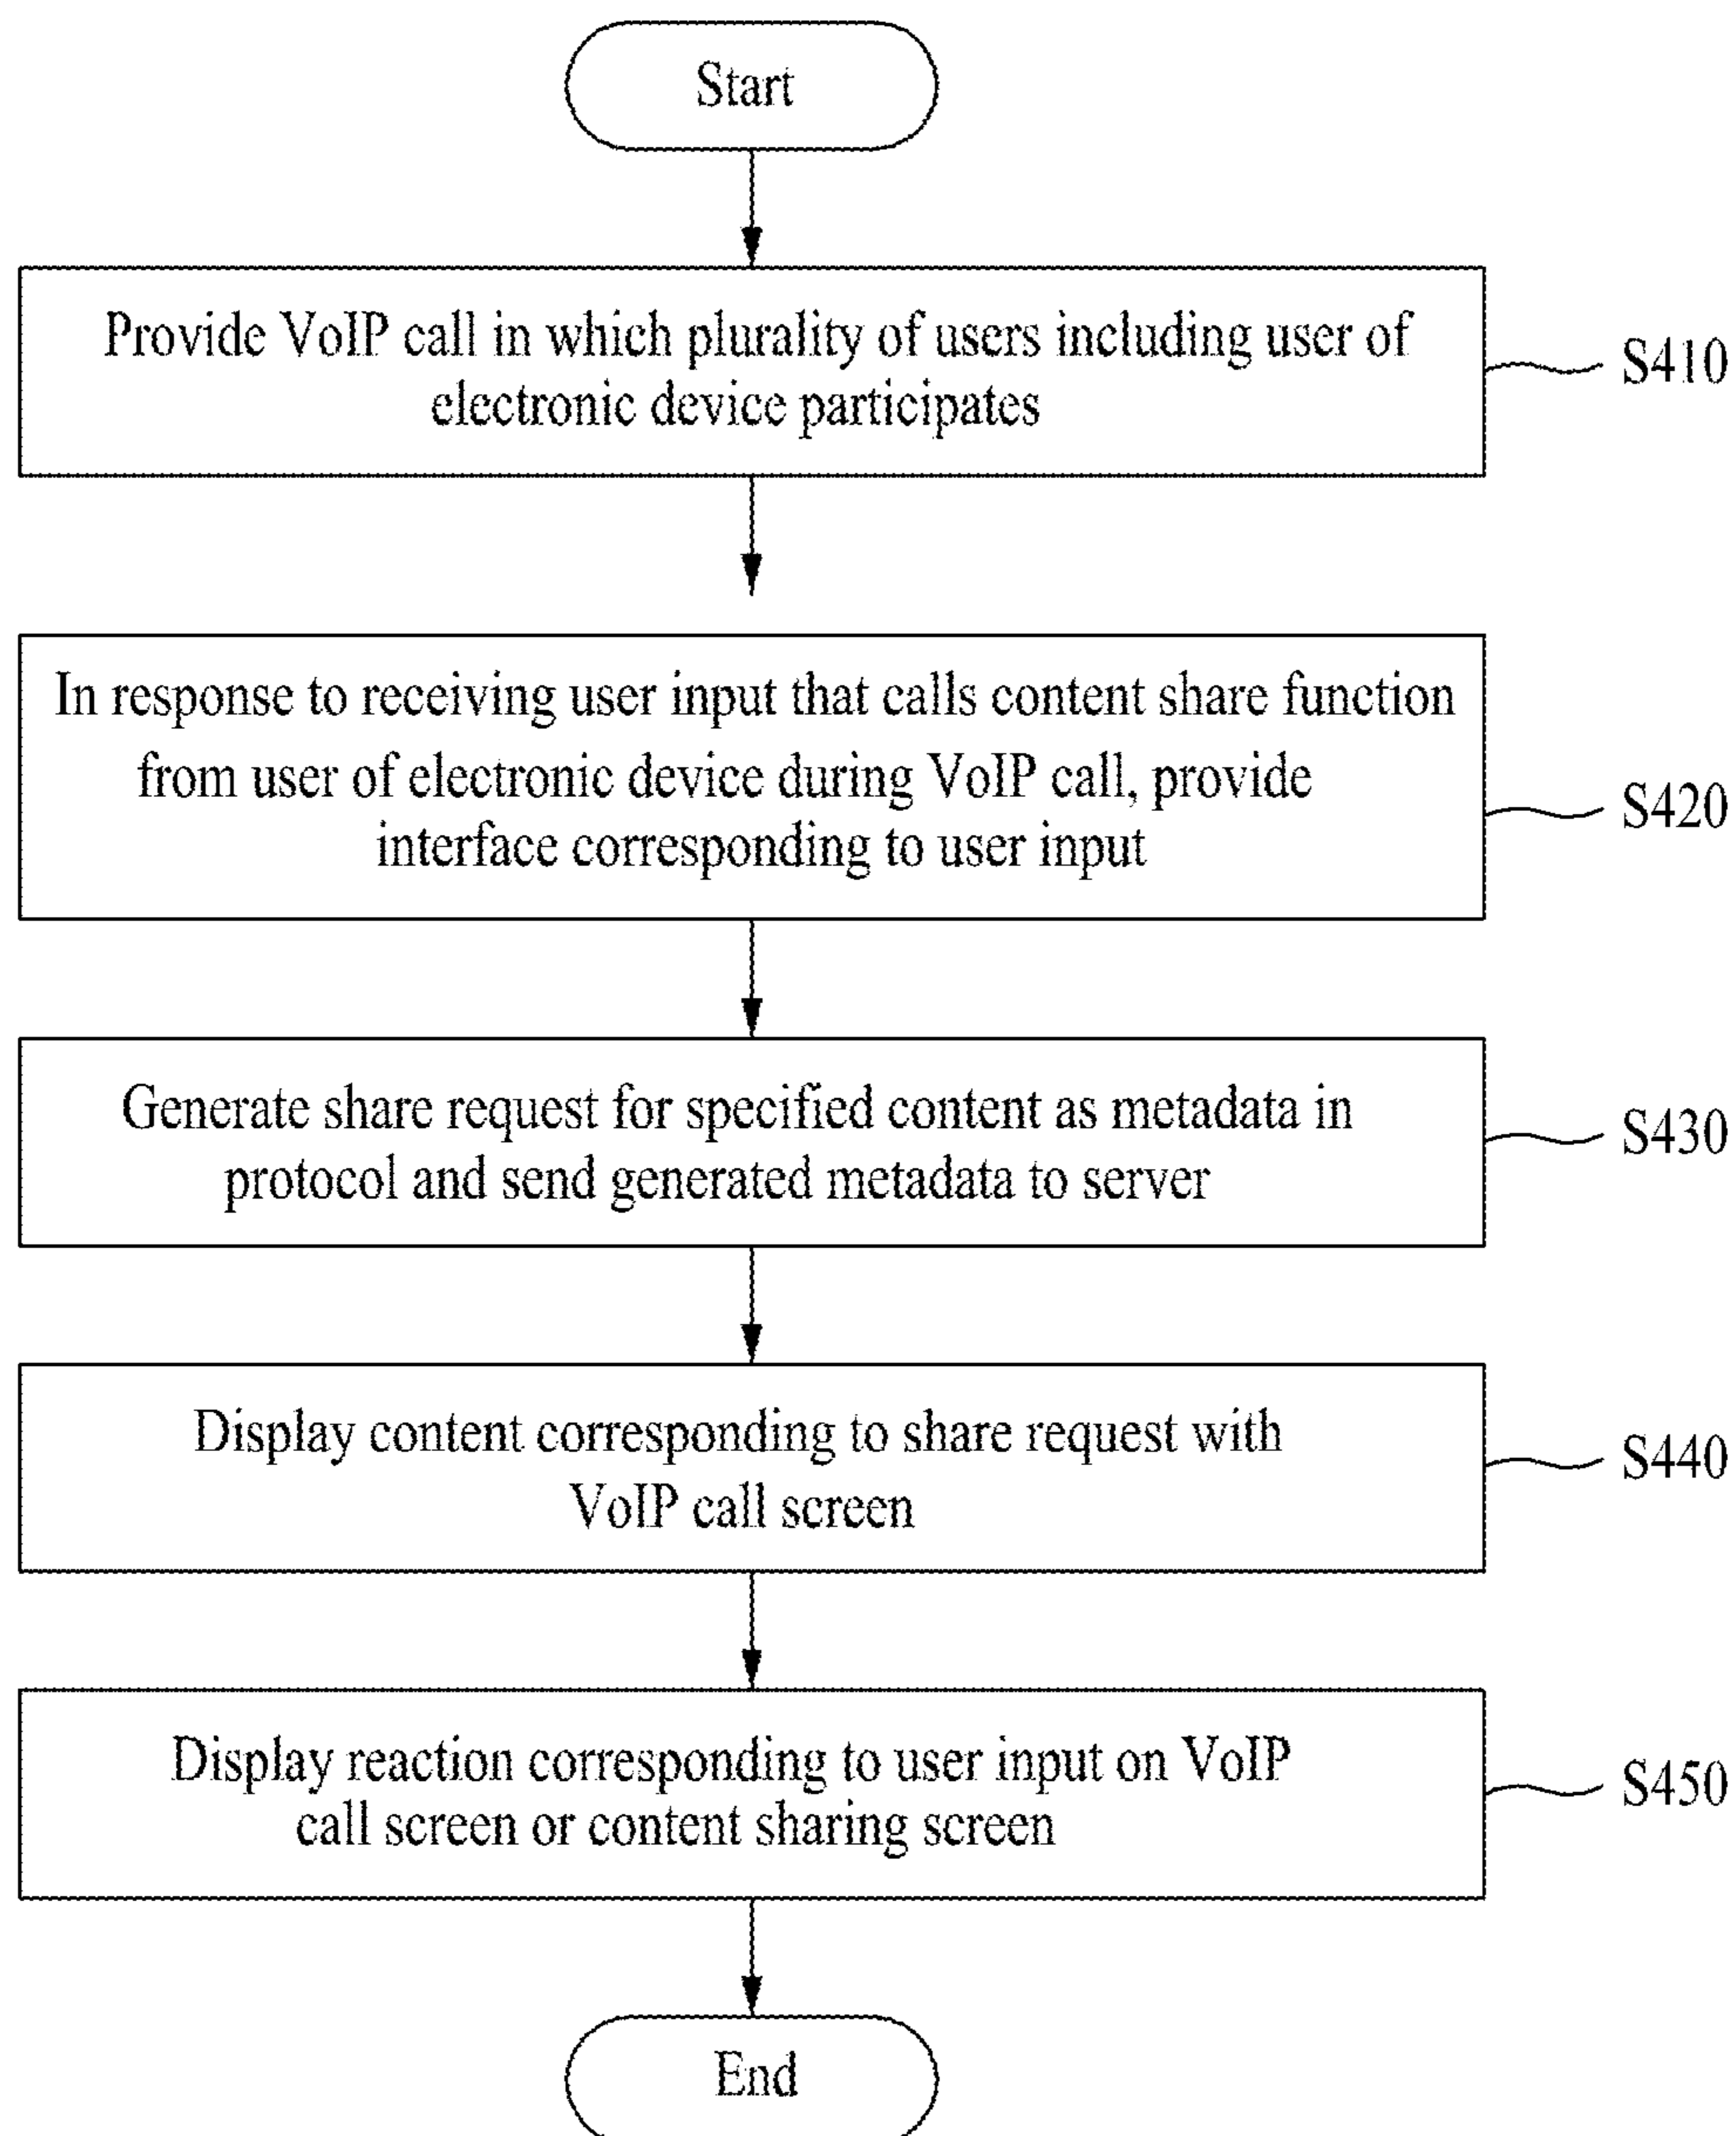 Start
Provide VoIP call in which plurality of users including user of
electronic device participates
S410
In response to receiving user input that calls content share function
from user of electronic device during VoIP call, provide
interface corresponding to user input
S420
Generate share request for specified content as metadata in
protocol and send generated metadata to server
S430
Display content corresponding to share request with
VoIP call screen
S440
Display reaction corresponding to user input on VoIP
call screen or content sharing screen
S450
End